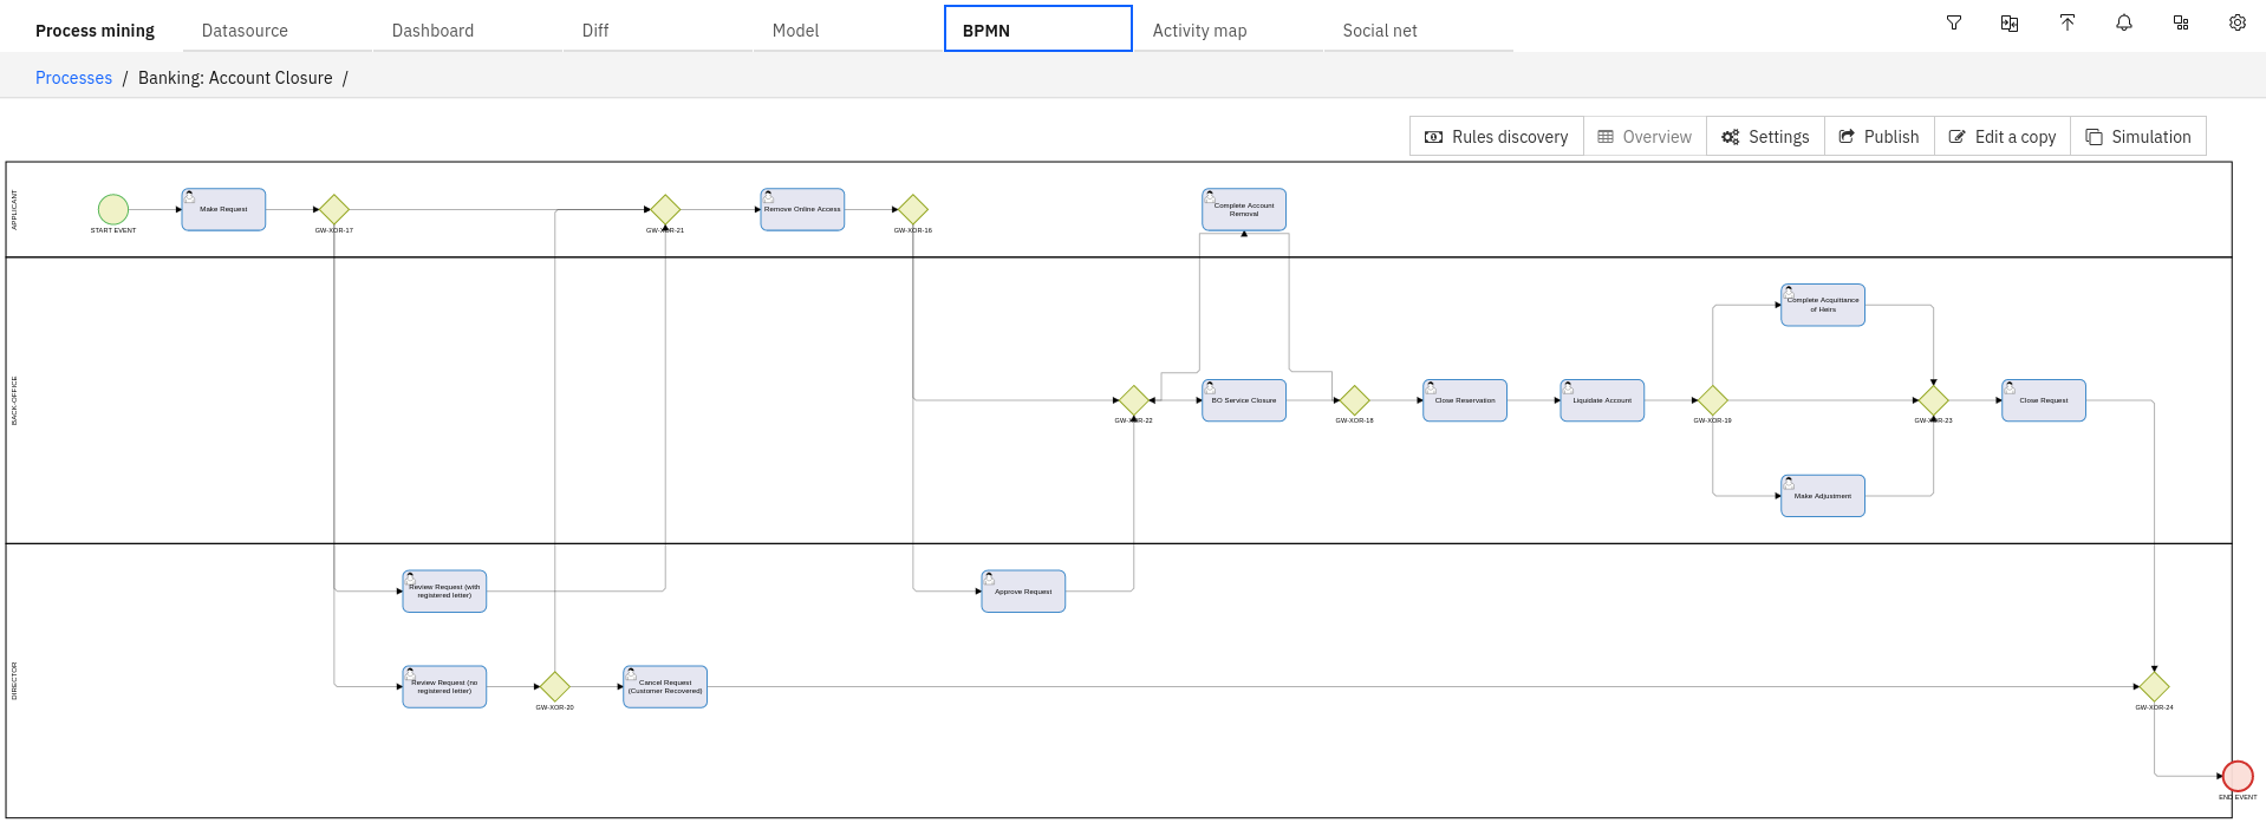 Process mining
Datasource
Dashboard
Diff
Model
BPMN
Activity map
Social net
Processes / Banking: Account Closure /
Rules discovery
Overview
Settings
Publish
Edit a copy
Simulation
APPLICANT
START EVENT
Make Request
GW-XOR-17
GW-XOR-21
Remove Online Access
GW-XOR-16
Complete Account
Removal
BACK-OFFICE
GW-XOR-22
BO Service Closure
GW-XOR-18
Close Reservation
Liquidate Account
GW-XOR-19
Complete Acquittance
of Heirs
Make Adjustment
GW-XOR-23
Close Request
DIRECTOR
Review Request (with
registered letter)
Approve Request
Review Request (no
registered letter)
GW-XOR-20
Cancel Request
(Customer Recovered)
GW-XOR-24
END EVENT